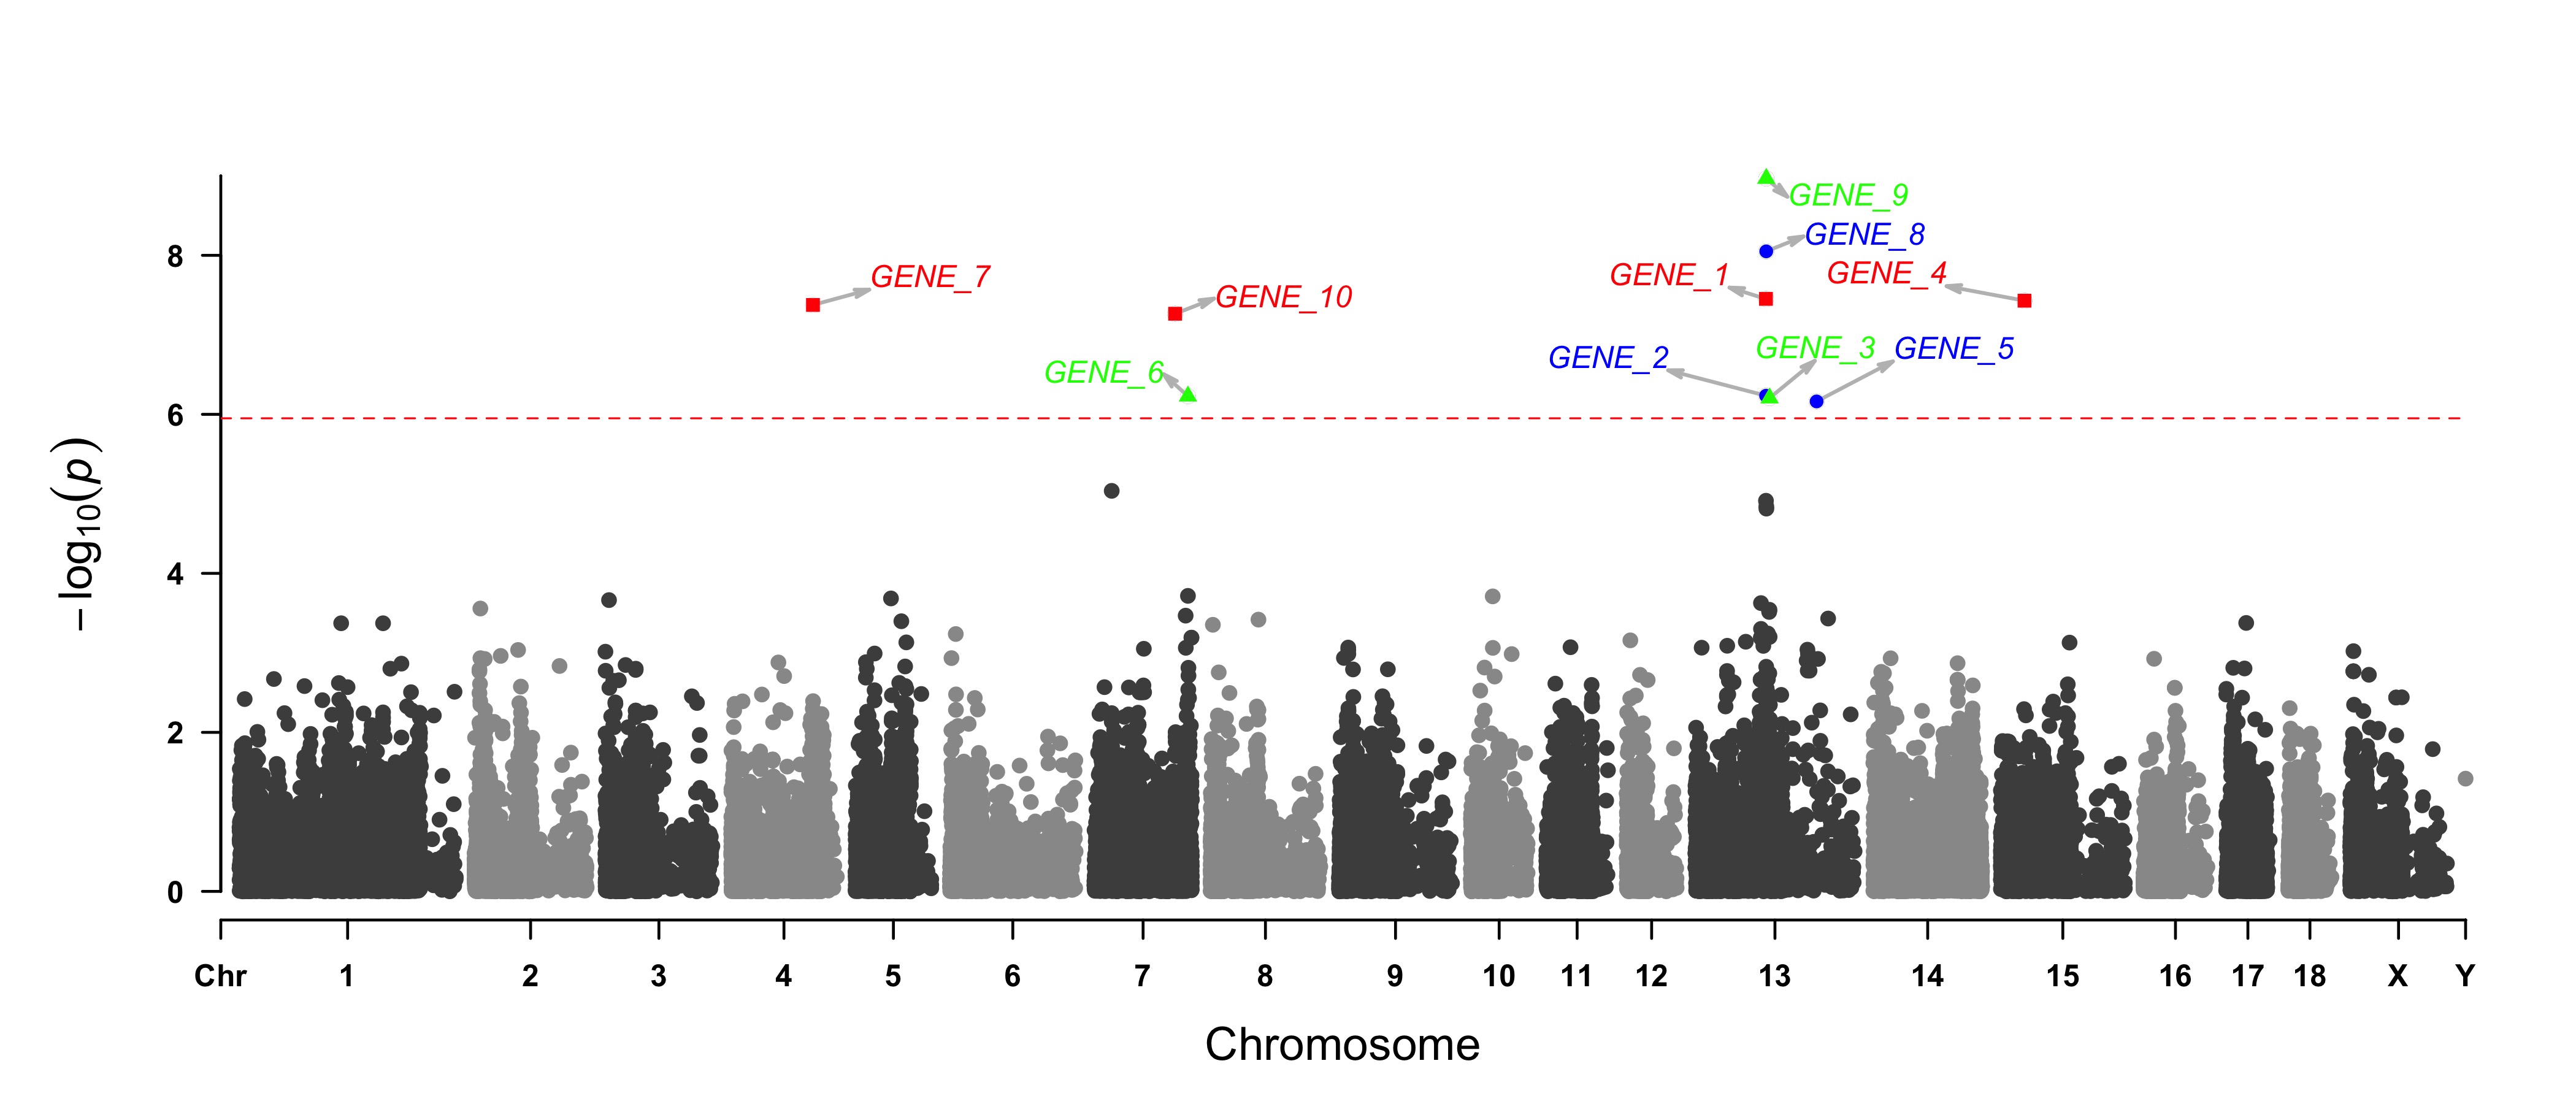 GENE_9
8
GENE_8
GENE_7
GENE_1
GENE_4
GENE_10
GENE_2
GENE_3
GENE_5
GENE_6
6
−log10(p)
4
2
0
Chr 1 2 3 4 5 6 7 8 9 10 11 12 13 14 15 16 17 18 X Y
Chromosome